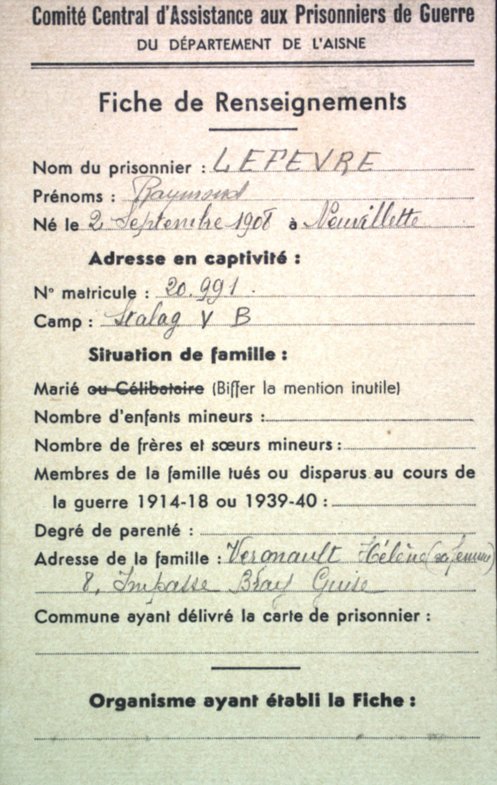 Comité Central d'Assistance aux Prisonniers de Guerre
DU DÉPARTEMENT DE L'AISNE
Fiche de Renseignements
Nom du prisonnier : LEFEVRE
Prénoms : Raymond
Né le 2 Septembre 1908 à Neuvillette
Adresse en captivité :
N° matricule : 20.991.
Camp : Stalag V B
Situation de famille :
Marié ou Célibataire (Biffer la mention inutile)
Nombre d'enfants mineurs :
Nombre de frères et sœurs mineurs :
Membres de la famille tués ou disparus au cours de
la guerre 1914-18 ou 1939-40 :
Degré de parenté :
Adresse de la famille : Hélène (sa femme)
8, Impasse Bray Guise
Commune ayant délivré la carte de prisonnier :
Organisme ayant établi la Fiche :